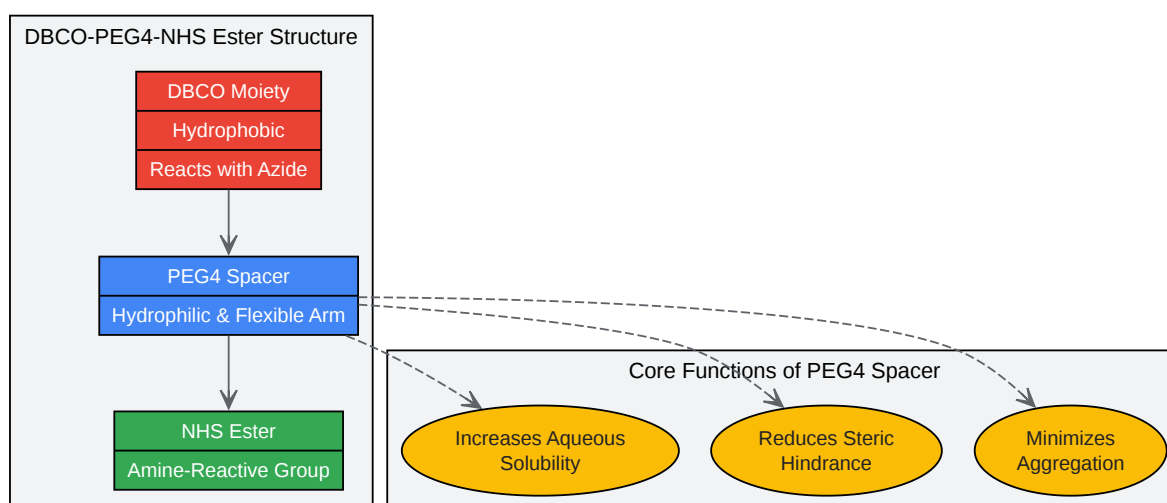 DBCO-PEG4-NHS Ester Structure
DBCO Moiety
Hydrophobic
Reacts with Azide
PEG4 Spacer
Hydrophilic & Flexible Arm
NHS Ester
Amine-Reactive Group
Core Functions of PEG4 Spacer
Increases Aqueous
Solubility
Reduces Steric
Hindrance
Minimizes
Aggregation